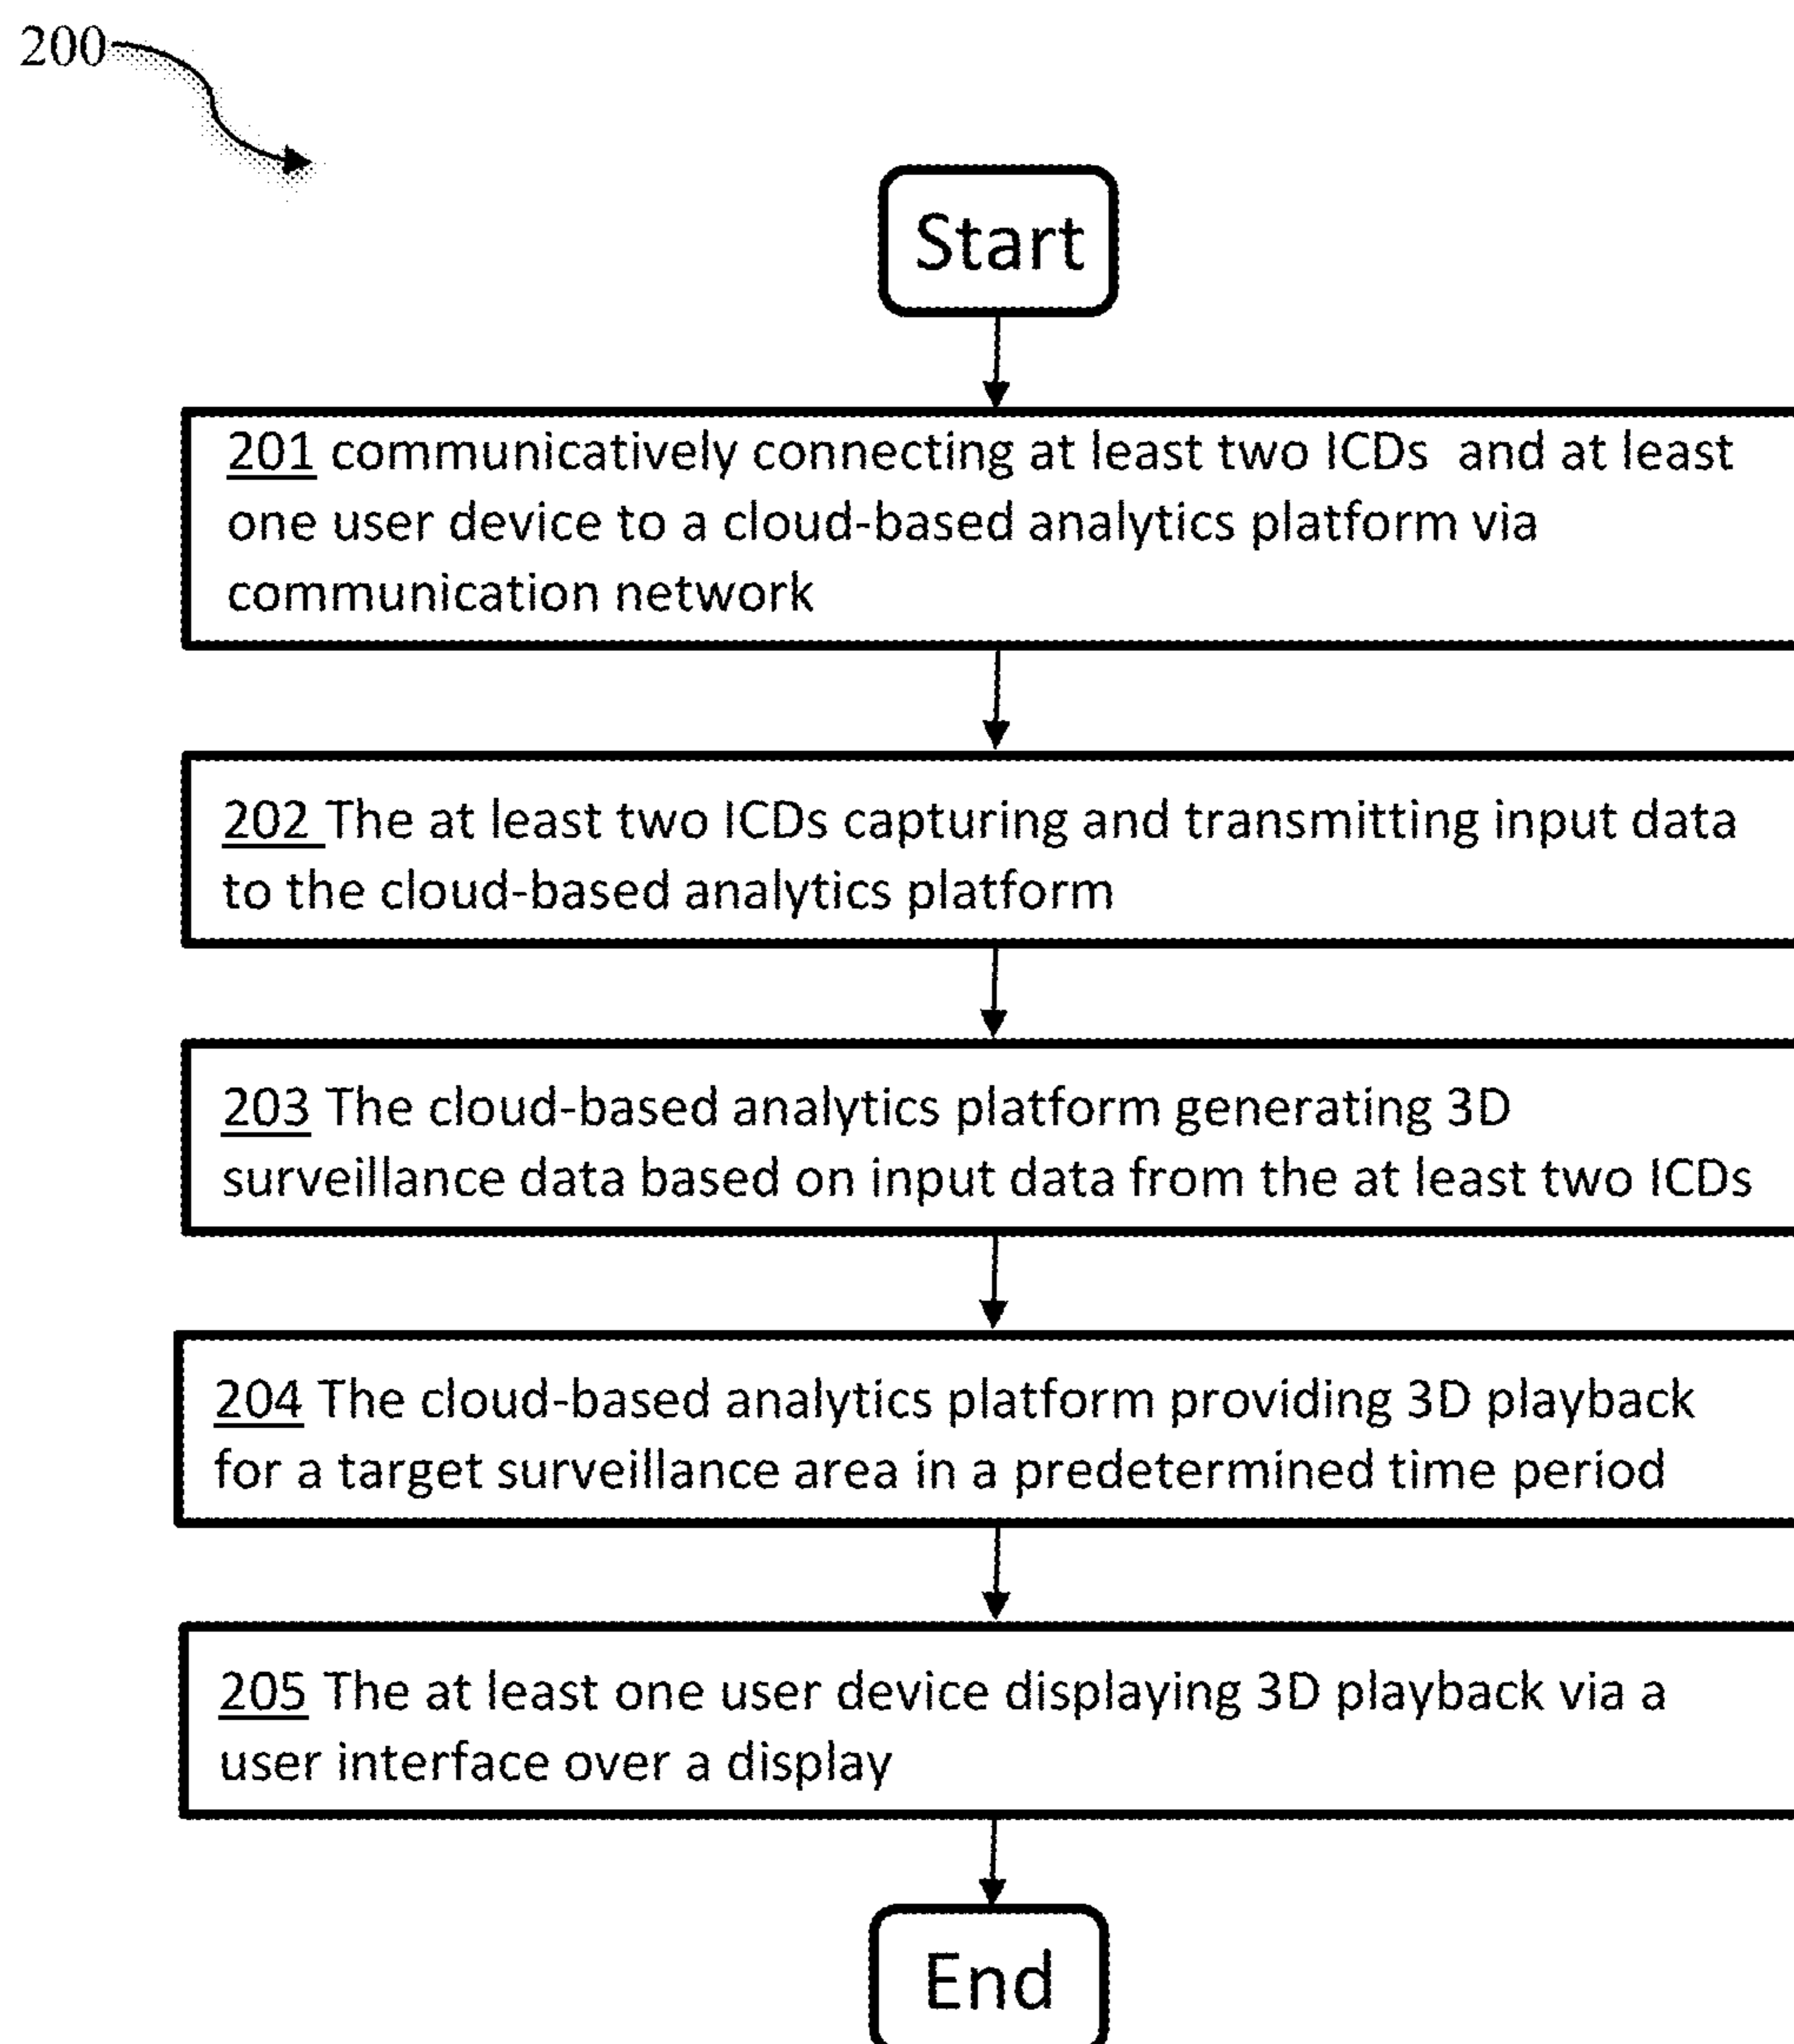 200
Start
201 communicatively connecting at least two ICDs and at least
one user device to a cloud-based analytics platform via
communication network
202 The at least two ICDs capturing and transmitting input data
to the cloud-based analytics platform
203 The cloud-based analytics platform generating 3D
surveillance data based on input data from the at least two ICDs
204 The cloud-based analytics platform providing 3D playback
for a target surveillance area in a predetermined time period
205 The at least one user device displaying 3D playback via a
user interface over a display
End